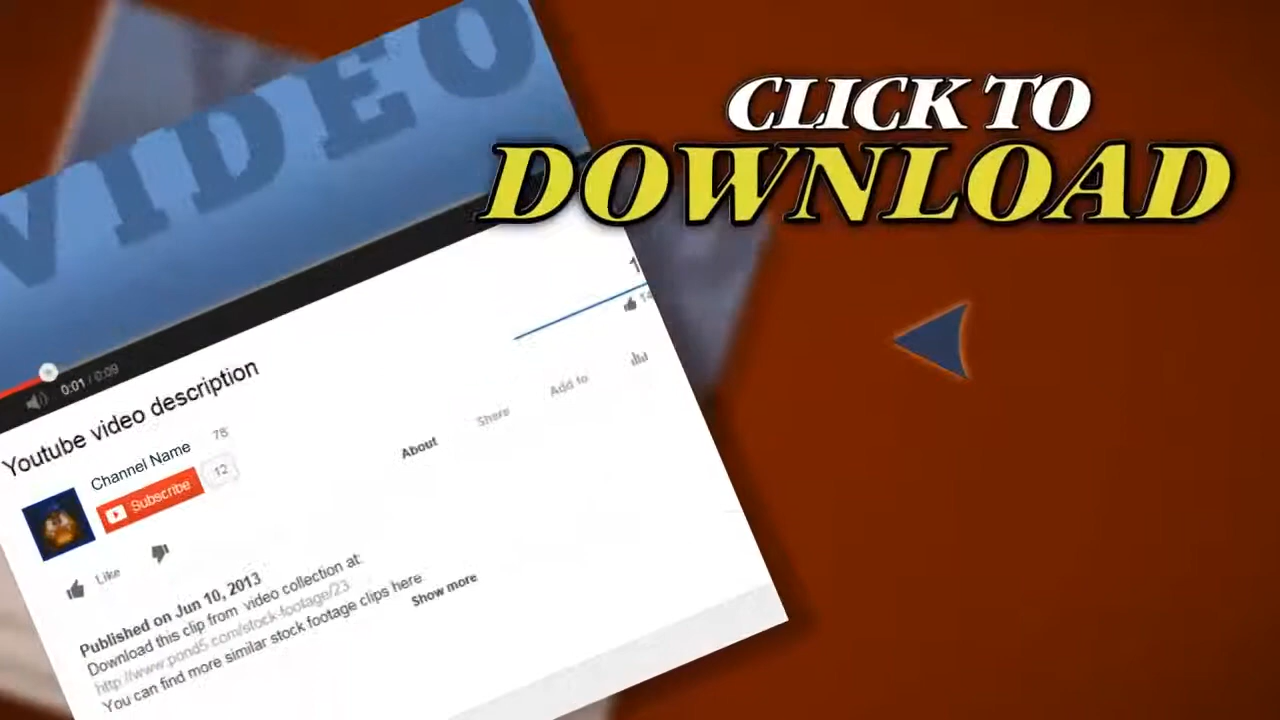 VIDEO
CLICK TO
DOWNLOAD
0:01 / 0:09
Youtube video description
Channel Name 78
Subscribe 12
About Share Add to
14
Like
Published on Jun 10, 2013
Download this clip from video collection at:
http://www.pond5.com/stock-footage/23
You can find more similar stock footage clips here
Show more